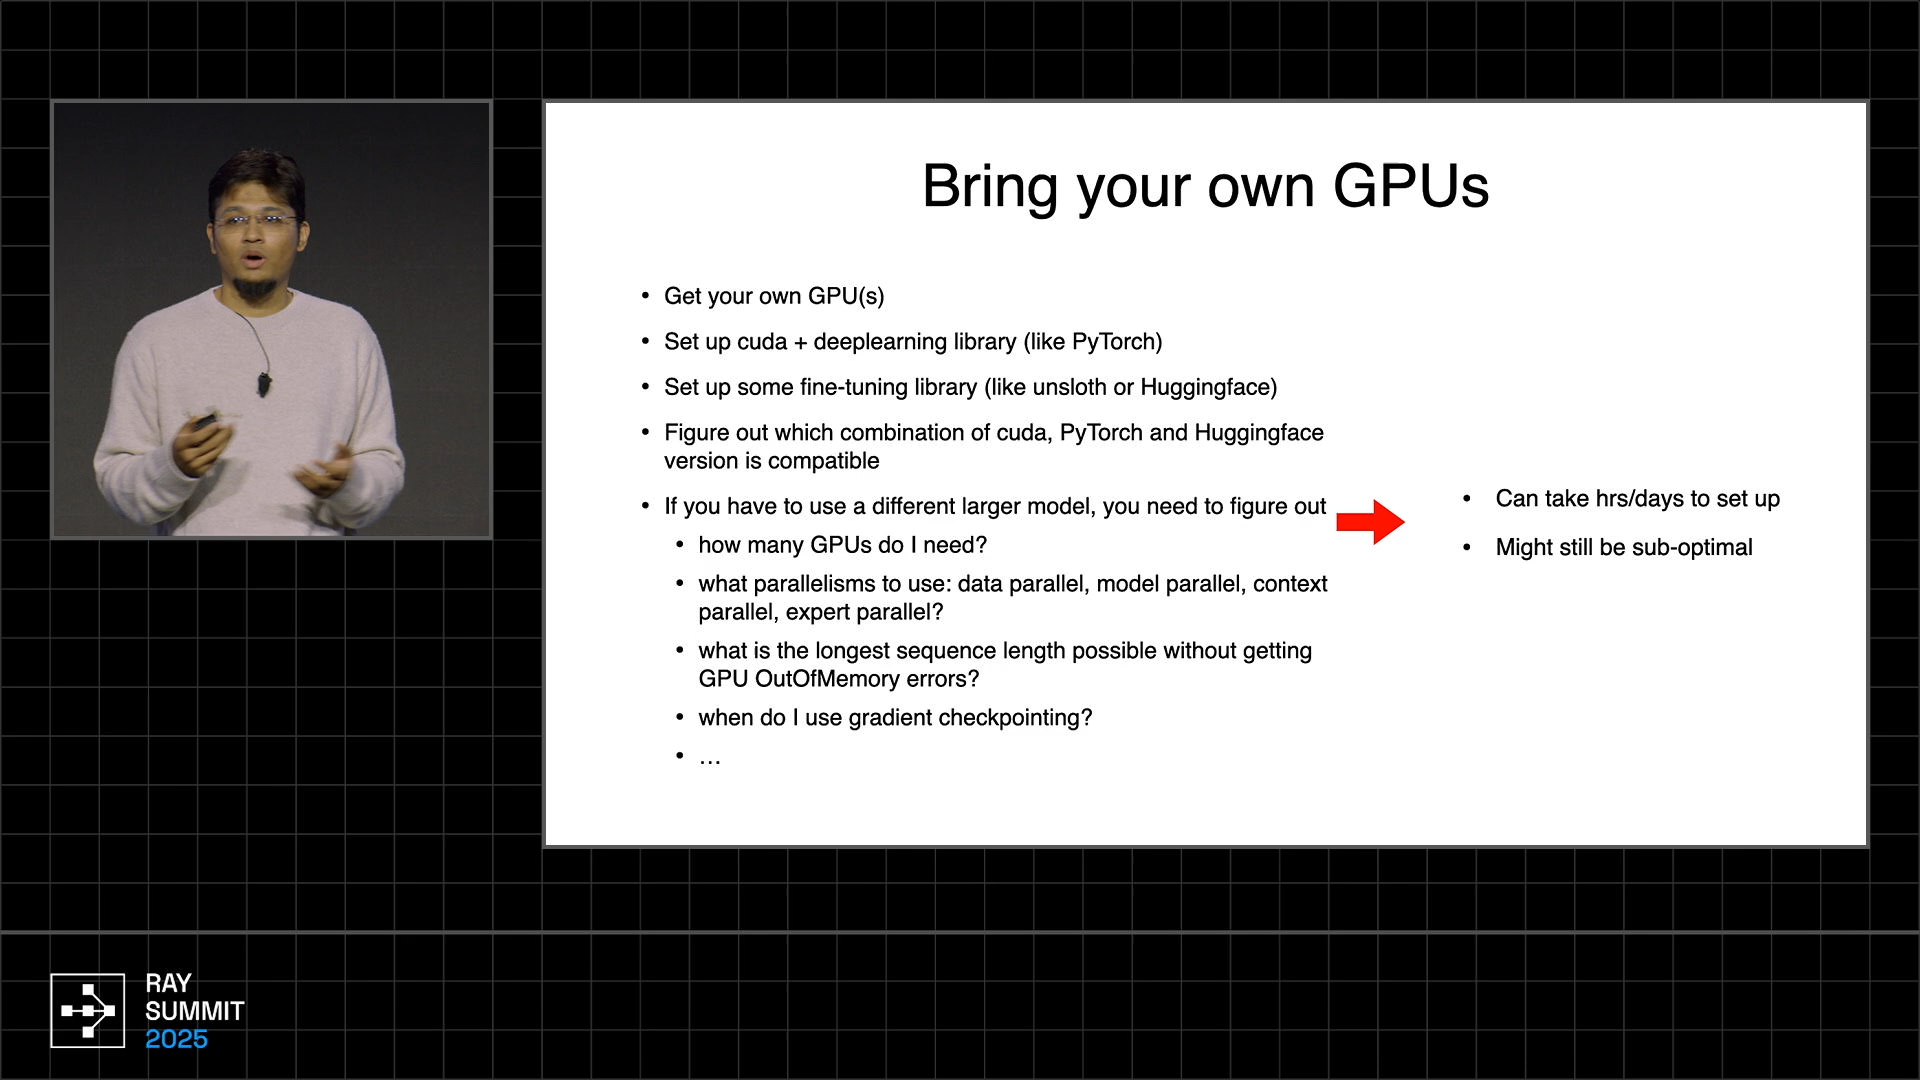 Bring your own GPUs
• Get your own GPU(s)
• Set up cuda + deeplearning library (like PyTorch)
• Set up some fine-tuning library (like unsloth or Huggingface)
• Figure out which combination of cuda, PyTorch and Huggingface
version is compatible
• If you have to use a different larger model, you need to figure out
• how many GPUs do I need?
• what parallelisms to use: data parallel, model parallel, context
parallel, expert parallel?
• what is the longest sequence length possible without getting
GPU OutOfMemory errors?
• when do I use gradient checkpointing?
• …
• Can take hrs/days to set up
• Might still be sub-optimal
RAY
SUMMIT
2025